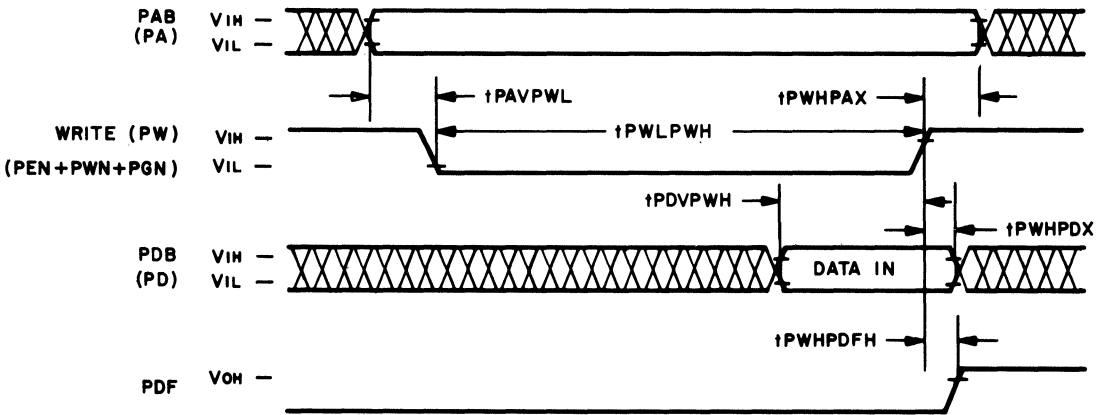 PAB VIH
(PA) VIL
tPAVPWL tPWHPAX
WRITE (PW) VIH tPWLPWH
(PEN+PWN+PGN) VIL
tPDVPWH
tPWHPDX
PDB VIH
(PD) VIL DATA IN
tPWHPDFH
PDF VOH